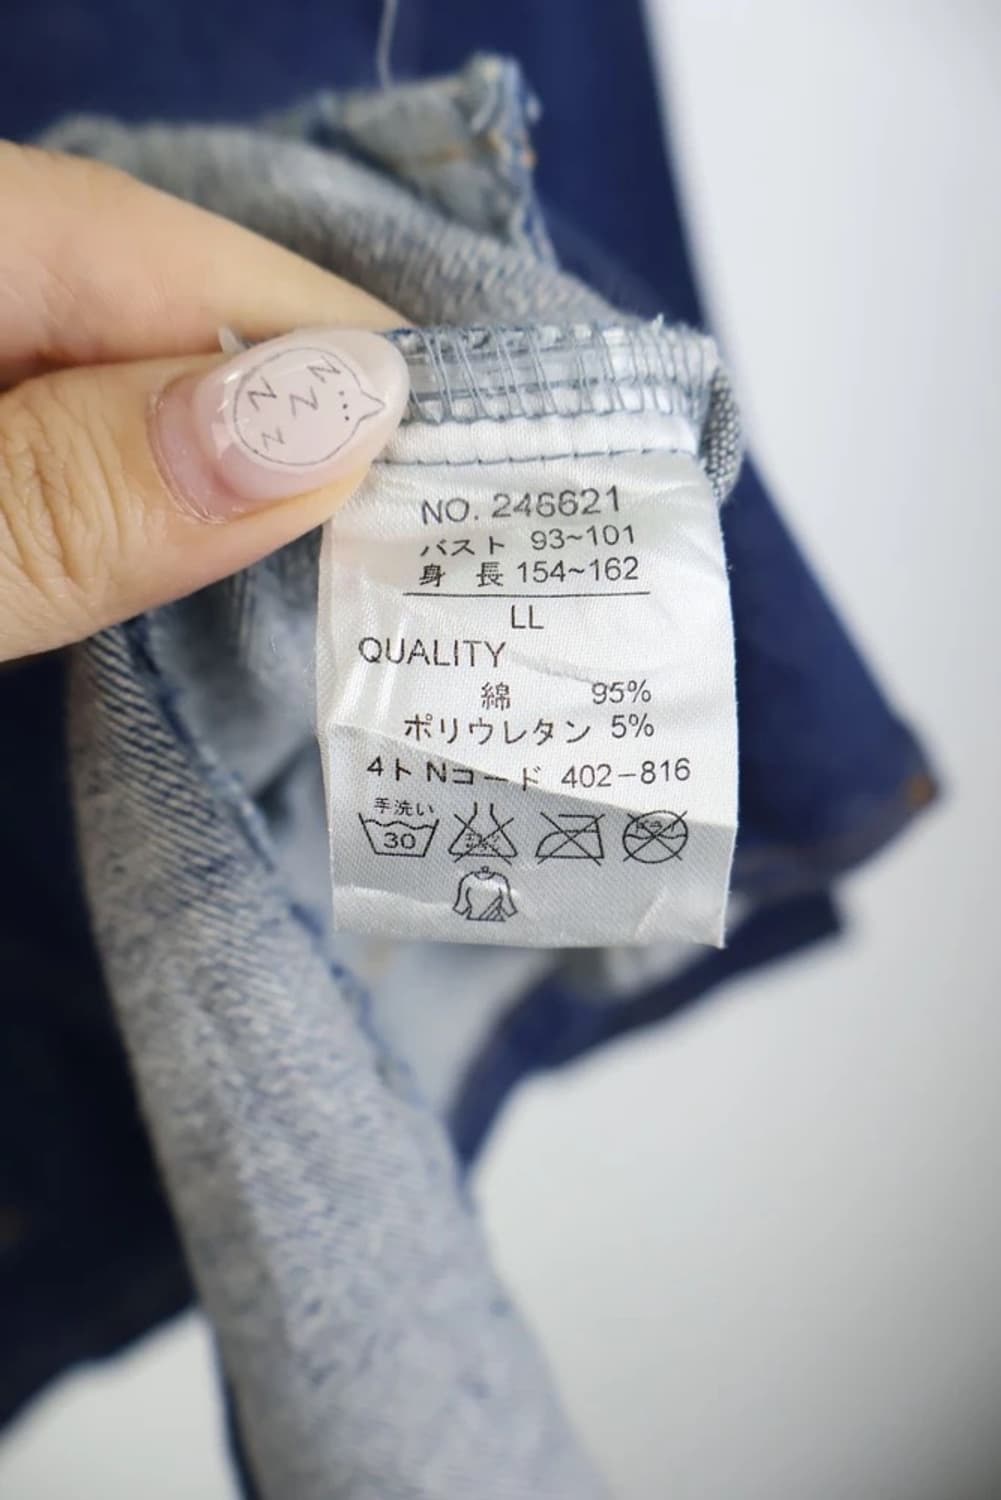 z Z Z Z...
NO. 246621
バスト 93~101
身 長 154~162
LL
QUALITY
綿 95%
ポリウレタン 5%
4ト Nコード 402-816
手洗い
30